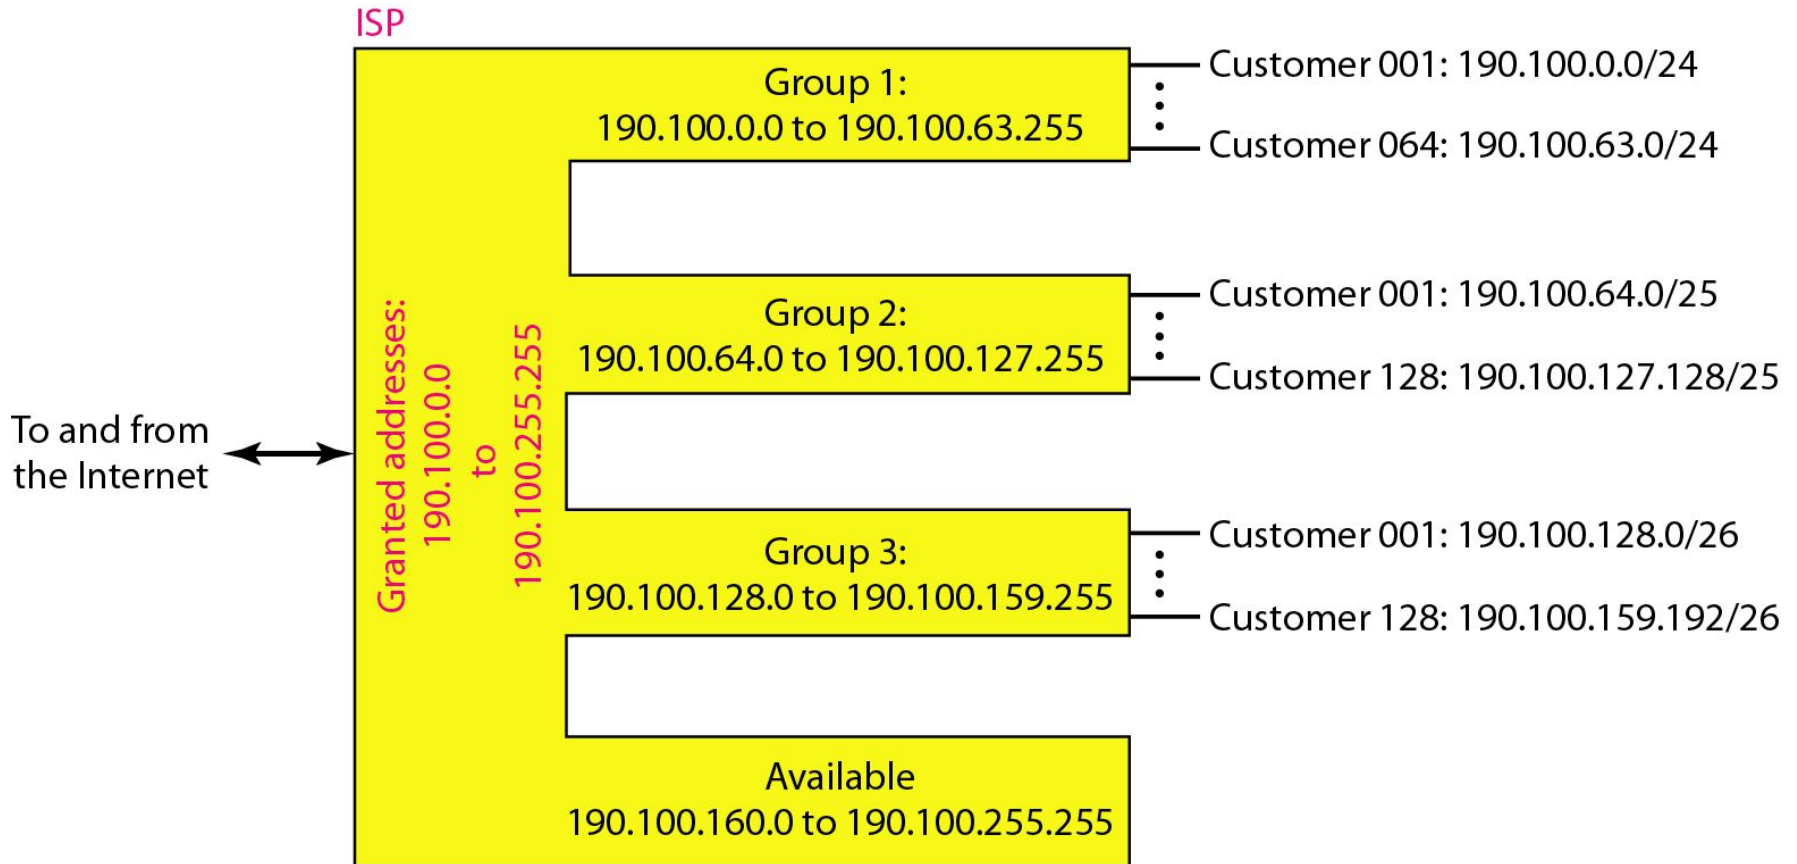 ISP
Group 1:
190.100.0.0 to 190.100.63.255
Customer 001: 190.100.0.0/24
Customer 064: 190.100.63.0/24
Group 2:
190.100.64.0 to 190.100.127.255
Customer 001: 190.100.64.0/25
Customer 128: 190.100.127.128/25
To and from
the Internet
Granted addresses:
190.100.0.0
to
190.100.255.255
Group 3:
190.100.128.0 to 190.100.159.255
Customer 001: 190.100.128.0/26
Customer 128: 190.100.159.192/26
Available
190.100.160.0 to 190.100.255.255